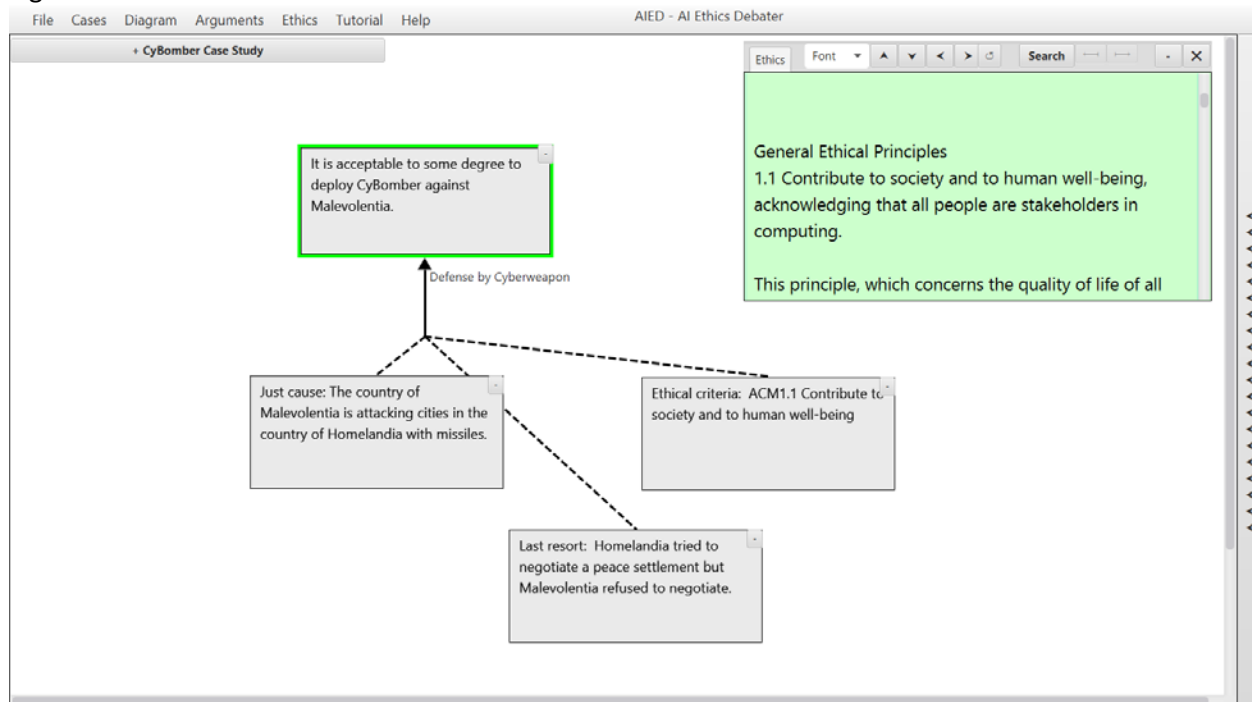 File Cases Diagram Arguments Ethics Tutorial Help
AIED - AI Ethics Debater
+ CyBomber Case Study
Ethics Font Search
General Ethical Principles
1.1 Contribute to society and to human well-being,
acknowledging that all people are stakeholders in
computing.
This principle, which concerns the quality of life of all
It is acceptable to some degree to
deploy CyBomber against
Malevolentia.
Defense by Cyberweapon
Just cause: The country of
Malevolentia is attacking cities in the
country of Homelandia with missiles.
Ethical criteria: ACM1.1 Contribute to
society and to human well-being
Last resort: Homelandia tried to
negotiate a peace settlement but
Malevolentia refused to negotiate.